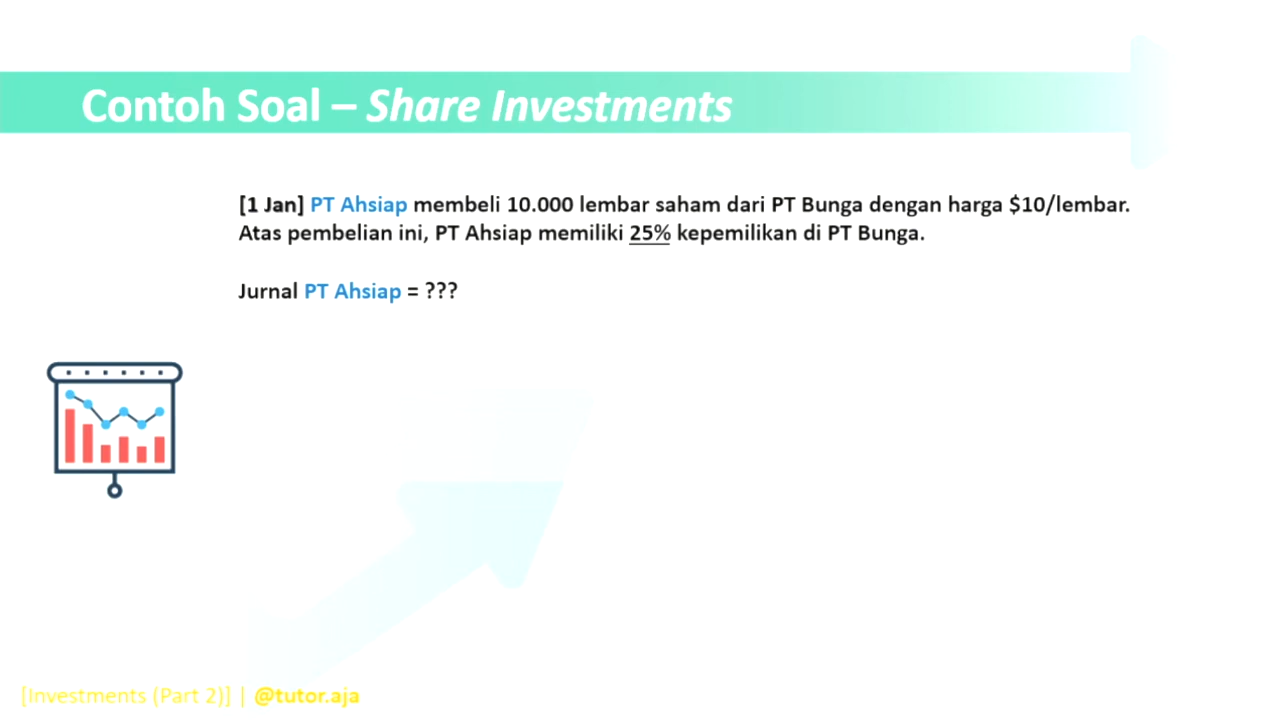 Contoh Soal – Share Investments
[1 Jan] PT Ahsiap membeli 10.000 lembar saham dari PT Bunga dengan harga $10/lembar.
Atas pembelian ini, PT Ahsiap memiliki 25% kepemilikan di PT Bunga.
Jurnal PT Ahsiap = ???
[Investments (Part 2)] | @tutor.aja